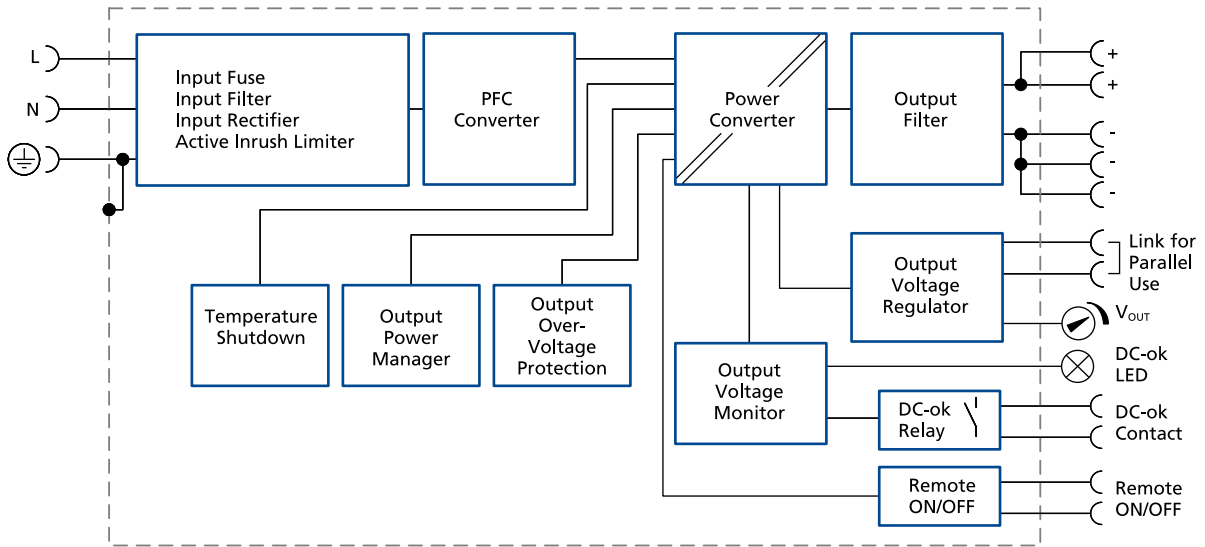 L
N
Input Fuse
Input Filter
Input Rectifier
Active Inrush Limiter
PFC
Converter
Power
Converter
Output
Filter
+
+
-
-
-
Temperature
Shutdown
Output
Power
Manager
Output
Over-
Voltage
Protection
Output
Voltage
Regulator
Link for
Parallel
Use
VOUT
Output
Voltage
Monitor
DC-ok
LED
DC-ok
Relay
DC-ok
Contact
Remote
ON/OFF
Remote
ON/OFF